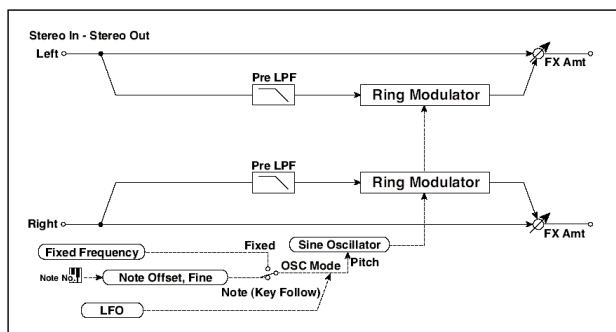 Stereo In - Stereo Out
Left
FX Amt
Pre LPF
Ring Modulator
Pre LPF
Ring Modulator
Right
FX Amt
Fixed Frequency
Fixed
Sine Oscillator
Note No.
Note Offset, Fine
OSC Mode
Pitch
Note (Key Follow)
LFO